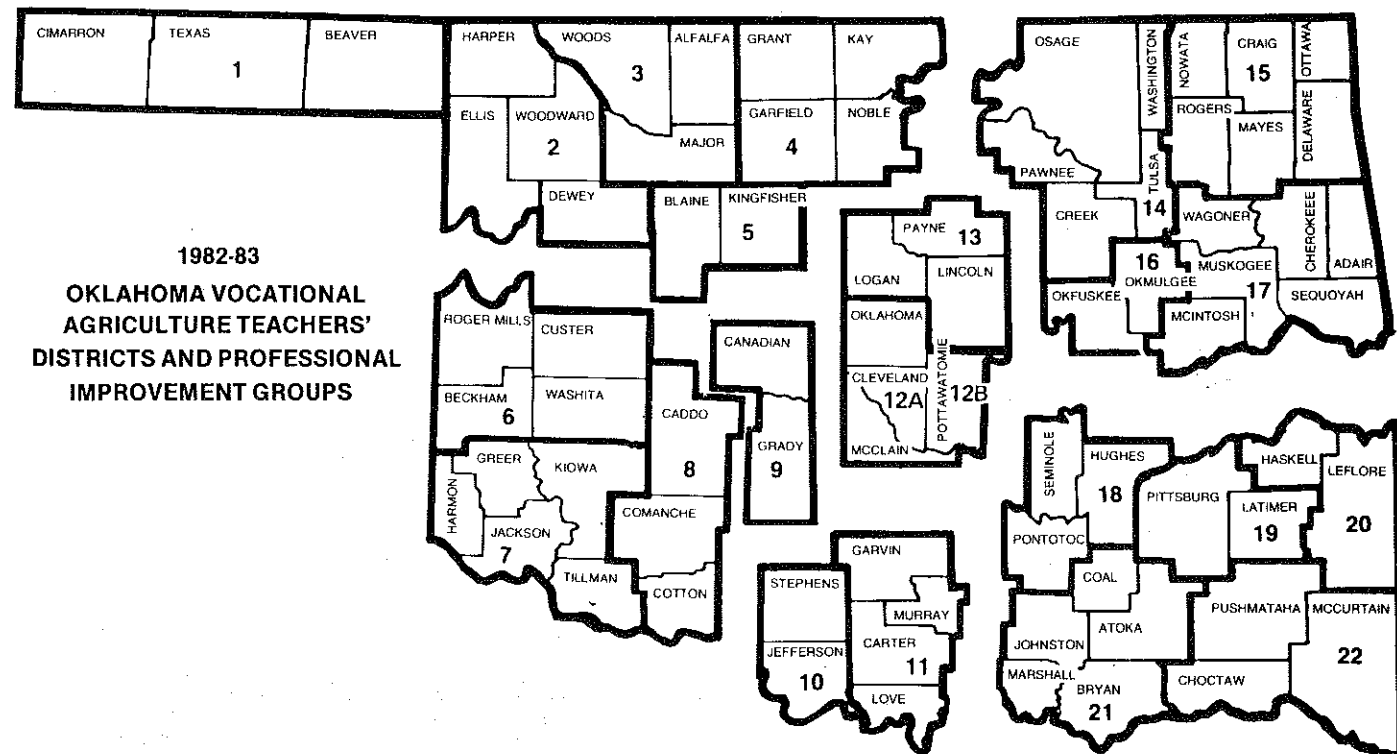 CIMARRON
TEXAS
BEAVER
1
HARPER
WOODS
ALFALFA
3
ELLIS
WOODWARD
2
MAJOR
DEWEY
GRANT
KAY
GARFIELD
NOBLE
4
BLAINE
KINGFISHER
5
1982-83
OKLAHOMA VOCATIONAL
AGRICULTURE TEACHERS'
DISTRICTS AND PROFESSIONAL
IMPROVEMENT GROUPS
ROGER MILLS
CUSTER
BECKHAM
WASHITA
6
GREER
KIOWA
HARMON
JACKSON
7
TILLMAN
CADDO
8
COMANCHE
COTTON
CANADIAN
GRADY
9
STEPHENS
JEFFERSON
10
GARVIN
MURRAY
CARTER
11
LOVE
PAYNE
13
LOGAN
LINCOLN
OKLAHOMA
CLEVELAND
12A
MCCLAIN
POTTAWATOMIE
12B
OSAGE
WASHINGTON
PAWNEE
TULSA
CREEK
14
NOWATA
CRAIG
15
OTTAWA
ROGERS
MAYES
DELAWARE
16
OKMULGEE
OKFUSKEE
WAGONER
CHEROKEEE
ADAIR
MUSKOGEE
17
SEQUOYAH
MCINTOSH
SEMINOLE
HUGHES
18
PONTOTOC
PITTSBURG
HASKELL
LATIMER
19
LEFLORE
20
COAL
ATOKA
JOHNSTON
MARSHALL
BRYAN
21
PUSHMATAHA
MCCURTAIN
CHOCTAW
22